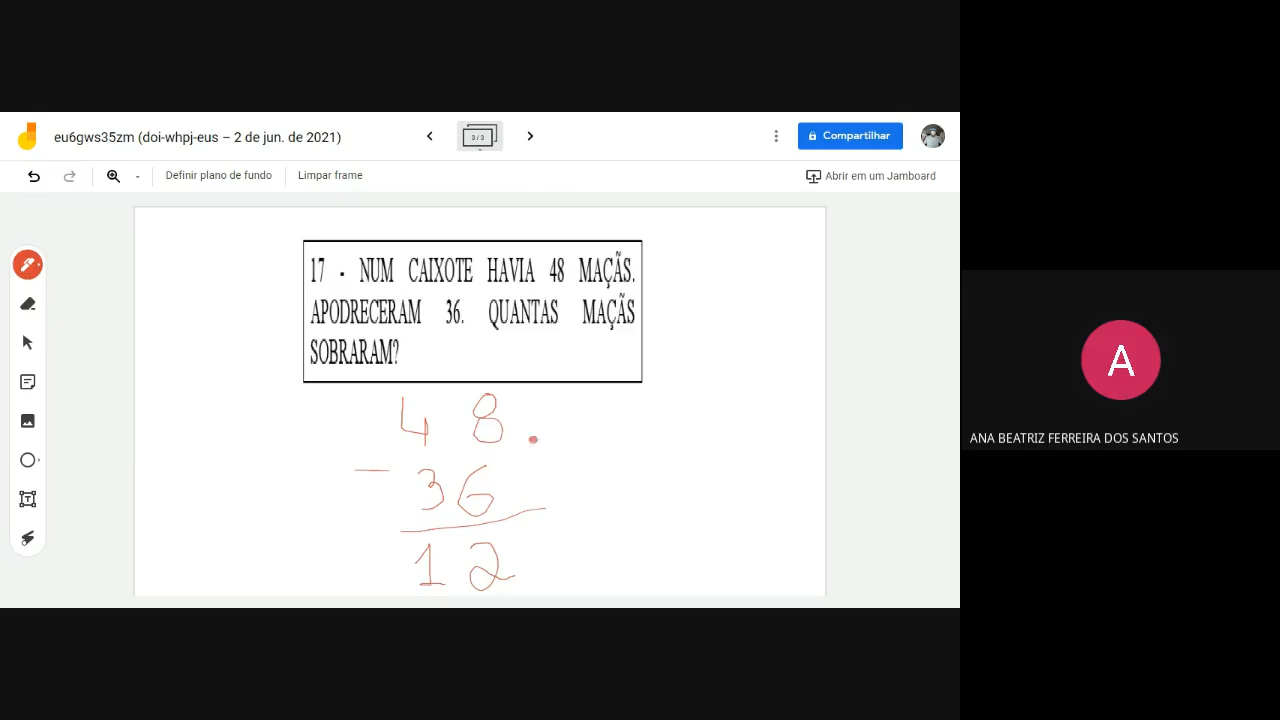 eu6gws35zm (doi-whpj-eus – 2 de jun. de 2021)
3 / 3
Compartilhar
Definir plano de fundo
Limpar frame
Abrir em um Jamboard
17 - NUM CAIXOTE HAVIA 48 MAÇÃS.
APODRECERAM 36. QUANTAS MAÇÃS
SOBRARAM?
48
- 36
12
A
ANA BEATRIZ FERREIRA DOS SANTOS